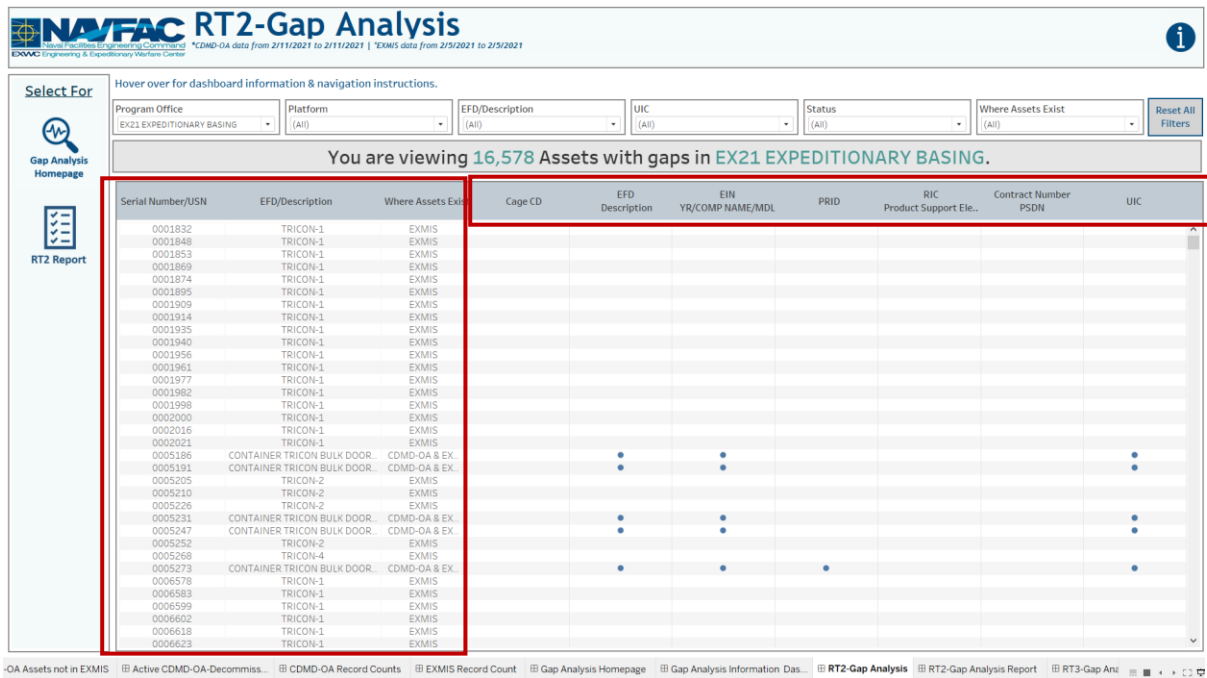 NAVFAC
Naval Facilities Engineering Command
EXWC Engineering & Expeditionary Warfare Center
RT2-Gap Analysis
*CDMD-OA data from 2/11/2021 to 2/11/2021 | *EXMIS data from 2/5/2021 to 2/5/2021
i
Select For
Gap Analysis
Homepage
RT2 Report
Hover over for dashboard information & navigation instructions.
Program Office Platform EFD/Description UIC Status Where Assets Exist
EX21 EXPEDITIONARY BASING (All) (All) (All) (All) (All)
Reset All
Filters
You are viewing 16,578 Assets with gaps in EX21 EXPEDITIONARY BASING.
Serial Number/USN EFD/Description Where Assets Exist Cage CD EFD Description EIN YR/COMP NAME/MDL PRID RIC Product Support Ele.. Contract Number PSDN UIC
0001832 TRICON-1 EXMIS
0001848 TRICON-1 EXMIS
0001853 TRICON-1 EXMIS
0001869 TRICON-1 EXMIS
0001874 TRICON-1 EXMIS
0001895 TRICON-1 EXMIS
0001909 TRICON-1 EXMIS
0001914 TRICON-1 EXMIS
0001935 TRICON-1 EXMIS
0001940 TRICON-1 EXMIS
0001956 TRICON-1 EXMIS
0001961 TRICON-1 EXMIS
0001977 TRICON-1 EXMIS
0001982 TRICON-1 EXMIS
0001998 TRICON-1 EXMIS
0002000 TRICON-1 EXMIS
0002016 TRICON-1 EXMIS
0002021 TRICON-1 EXMIS
0005186 CONTAINER TRICON BULK DOOR.. CDMD-OA & EX..
0005191 CONTAINER TRICON BULK DOOR.. CDMD-OA & EX..
0005205 TRICON-2 EXMIS
0005210 TRICON-2 EXMIS
0005226 TRICON-2 EXMIS
0005231 CONTAINER TRICON BULK DOOR.. CDMD-OA & EX..
0005247 CONTAINER TRICON BULK DOOR.. CDMD-OA & EX..
0005252 TRICON-2 EXMIS
0005268 TRICON-4 EXMIS
0005273 CONTAINER TRICON BULK DOOR.. CDMD-OA & EX..
0006578 TRICON-1 EXMIS
0006583 TRICON-1 EXMIS
0006599 TRICON-1 EXMIS
0006602 TRICON-1 EXMIS
0006618 TRICON-1 EXMIS
0006623 TRICON-1 EXMIS
-OA Assets not in EXMIS Active CDMD-OA-Decommiss... CDMD-OA Record Counts EXMIS Record Count Gap Analysis Homepage Gap Analysis Information Das... RT2-Gap Analysis RT2-Gap Analysis Report RT3-Gap Ana